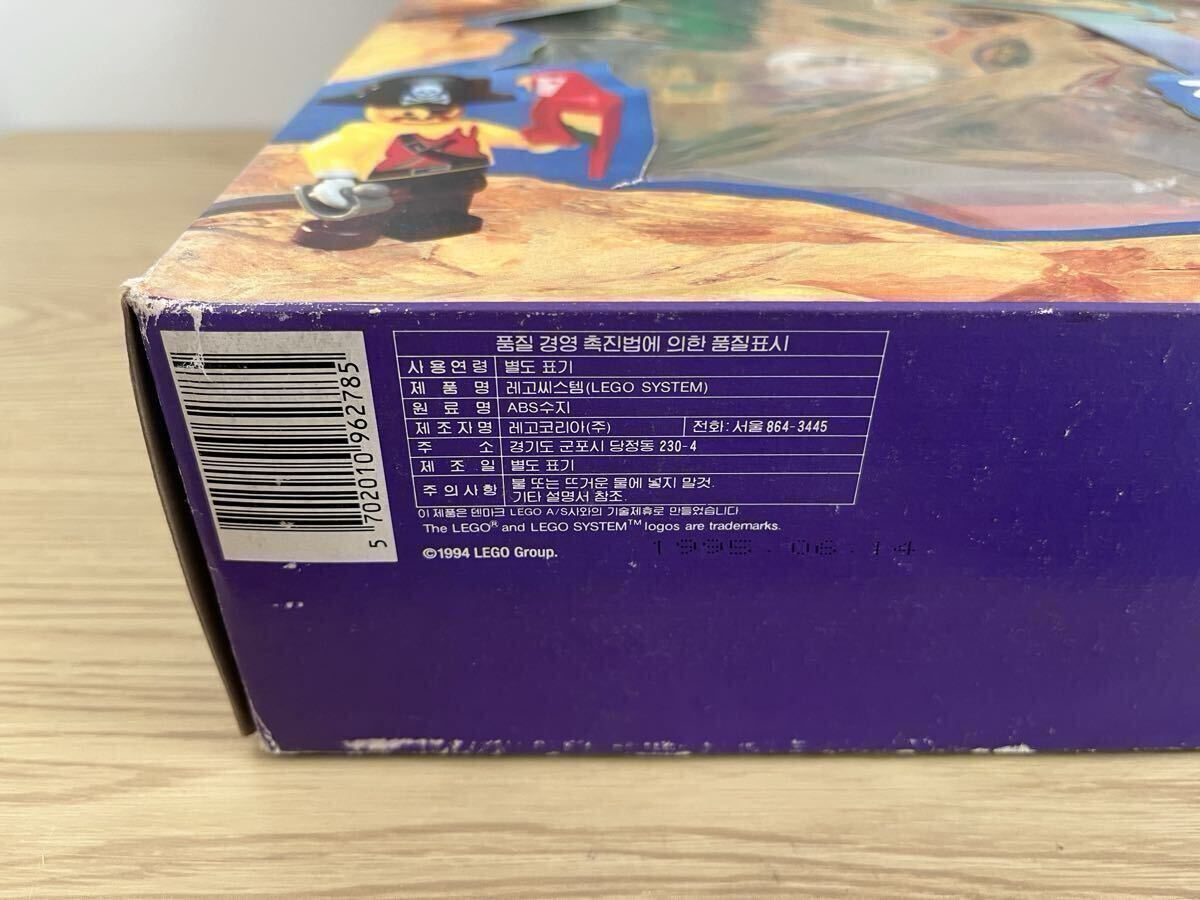 품질 경영 촉진법에 의한 품질표시
사용연령 별도 표기
제 품 명 레고씨스템(LEGO SYSTEM)
원 료 명 ABS수지
제조자명 레고코리아(주) 전화: 서울 864-3445
주 소 경기도 군포시 당정동 230-4
제 조 일 별도 표기
주의사항 불 또는 뜨거운 물에 넣지 말것.
기타 설명서 참조.
이 제품은 덴마크 LEGO A/S사와의 기술제휴로 만들었습니다
The LEGO® and LEGO SYSTEM™ logos are trademarks.
©1994 LEGO Group. 1995.06.14
5 702010 962785